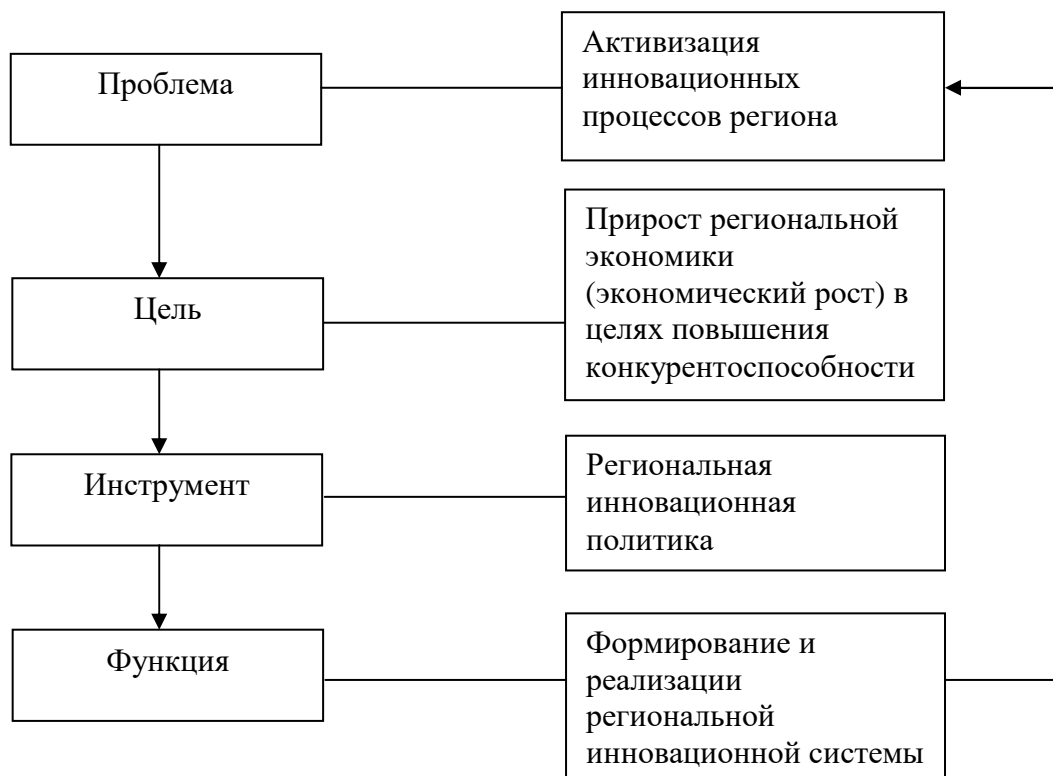 Проблема
Активизация
инновационных
процессов региона
Цель
Прирост региональной
экономики
(экономический рост) в
целях повышения
конкурентоспособности
Инструмент
Региональная
инновационная
политика
Функция
Формирование и
реализации
региональной
инновационной системы